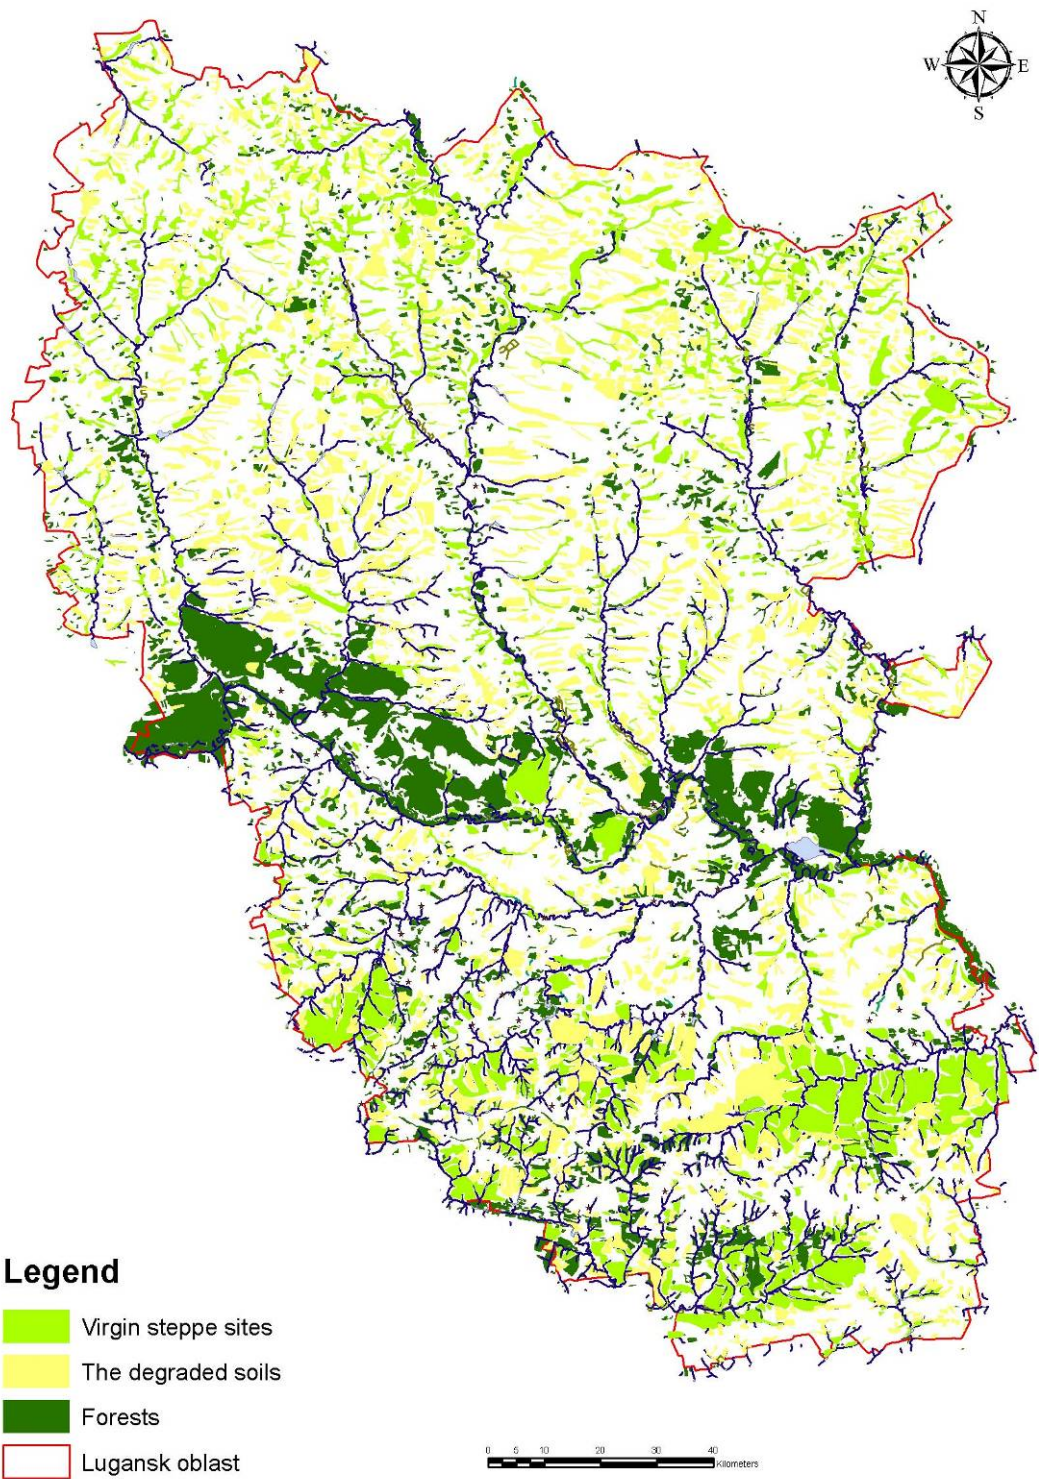 N
W E
S
Legend
Virgin steppe sites
The degraded soils
Forests
Lugansk oblast
0 5 10 20 30 40
Kilometers